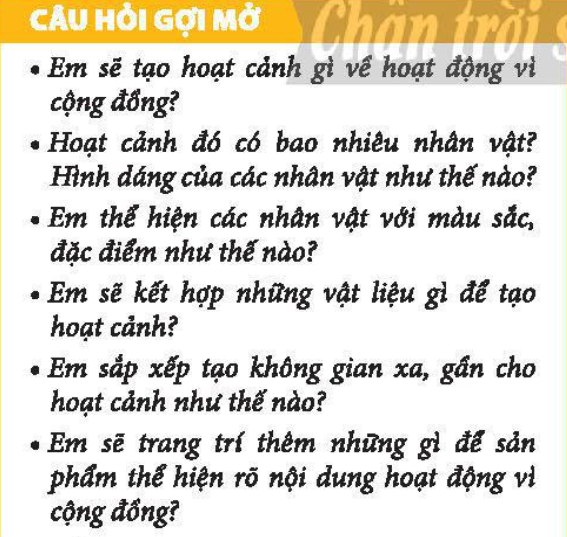 CÂU HỎI GỢI MỞ
Chân trời s
• Em sẽ tạo hoạt cảnh gì về hoạt động vì
cộng đồng?
• Hoạt cảnh đó có bao nhiêu nhân vật?
Hình dáng của các nhân vật như thế nào?
• Em thể hiện các nhân vật với màu sắc,
đặc điểm như thế nào?
• Em sẽ kết hợp những vật liệu gì để tạo
hoạt cảnh?
• Em sắp xếp tạo không gian xa, gần cho
hoạt cảnh như thế nào?
• Em sẽ trang trí thêm những gì để sản
phẩm thể hiện rõ nội dung hoạt động vì
cộng đồng?